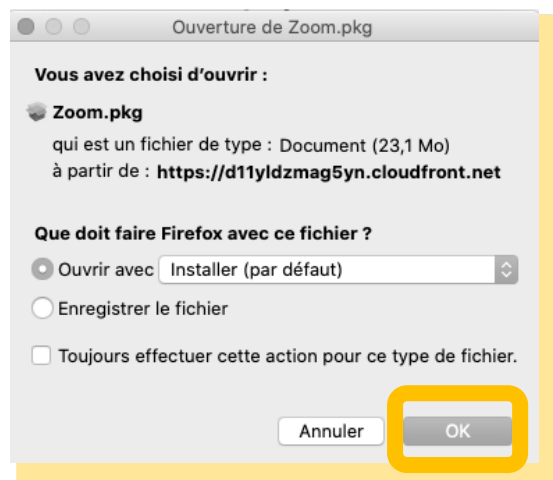 Ouverture de Zoom.pkg
Vous avez choisi d'ouvrir :
Zoom.pkg
qui est un fichier de type : Document (23,1 Mo)
à partir de : https://d11yldzmag5yn.cloudfront.net
Que doit faire Firefox avec ce fichier ?
Ouvrir avec Installer (par défaut)
Enregistrer le fichier
Toujours effectuer cette action pour ce type de fichier.
Annuler OK